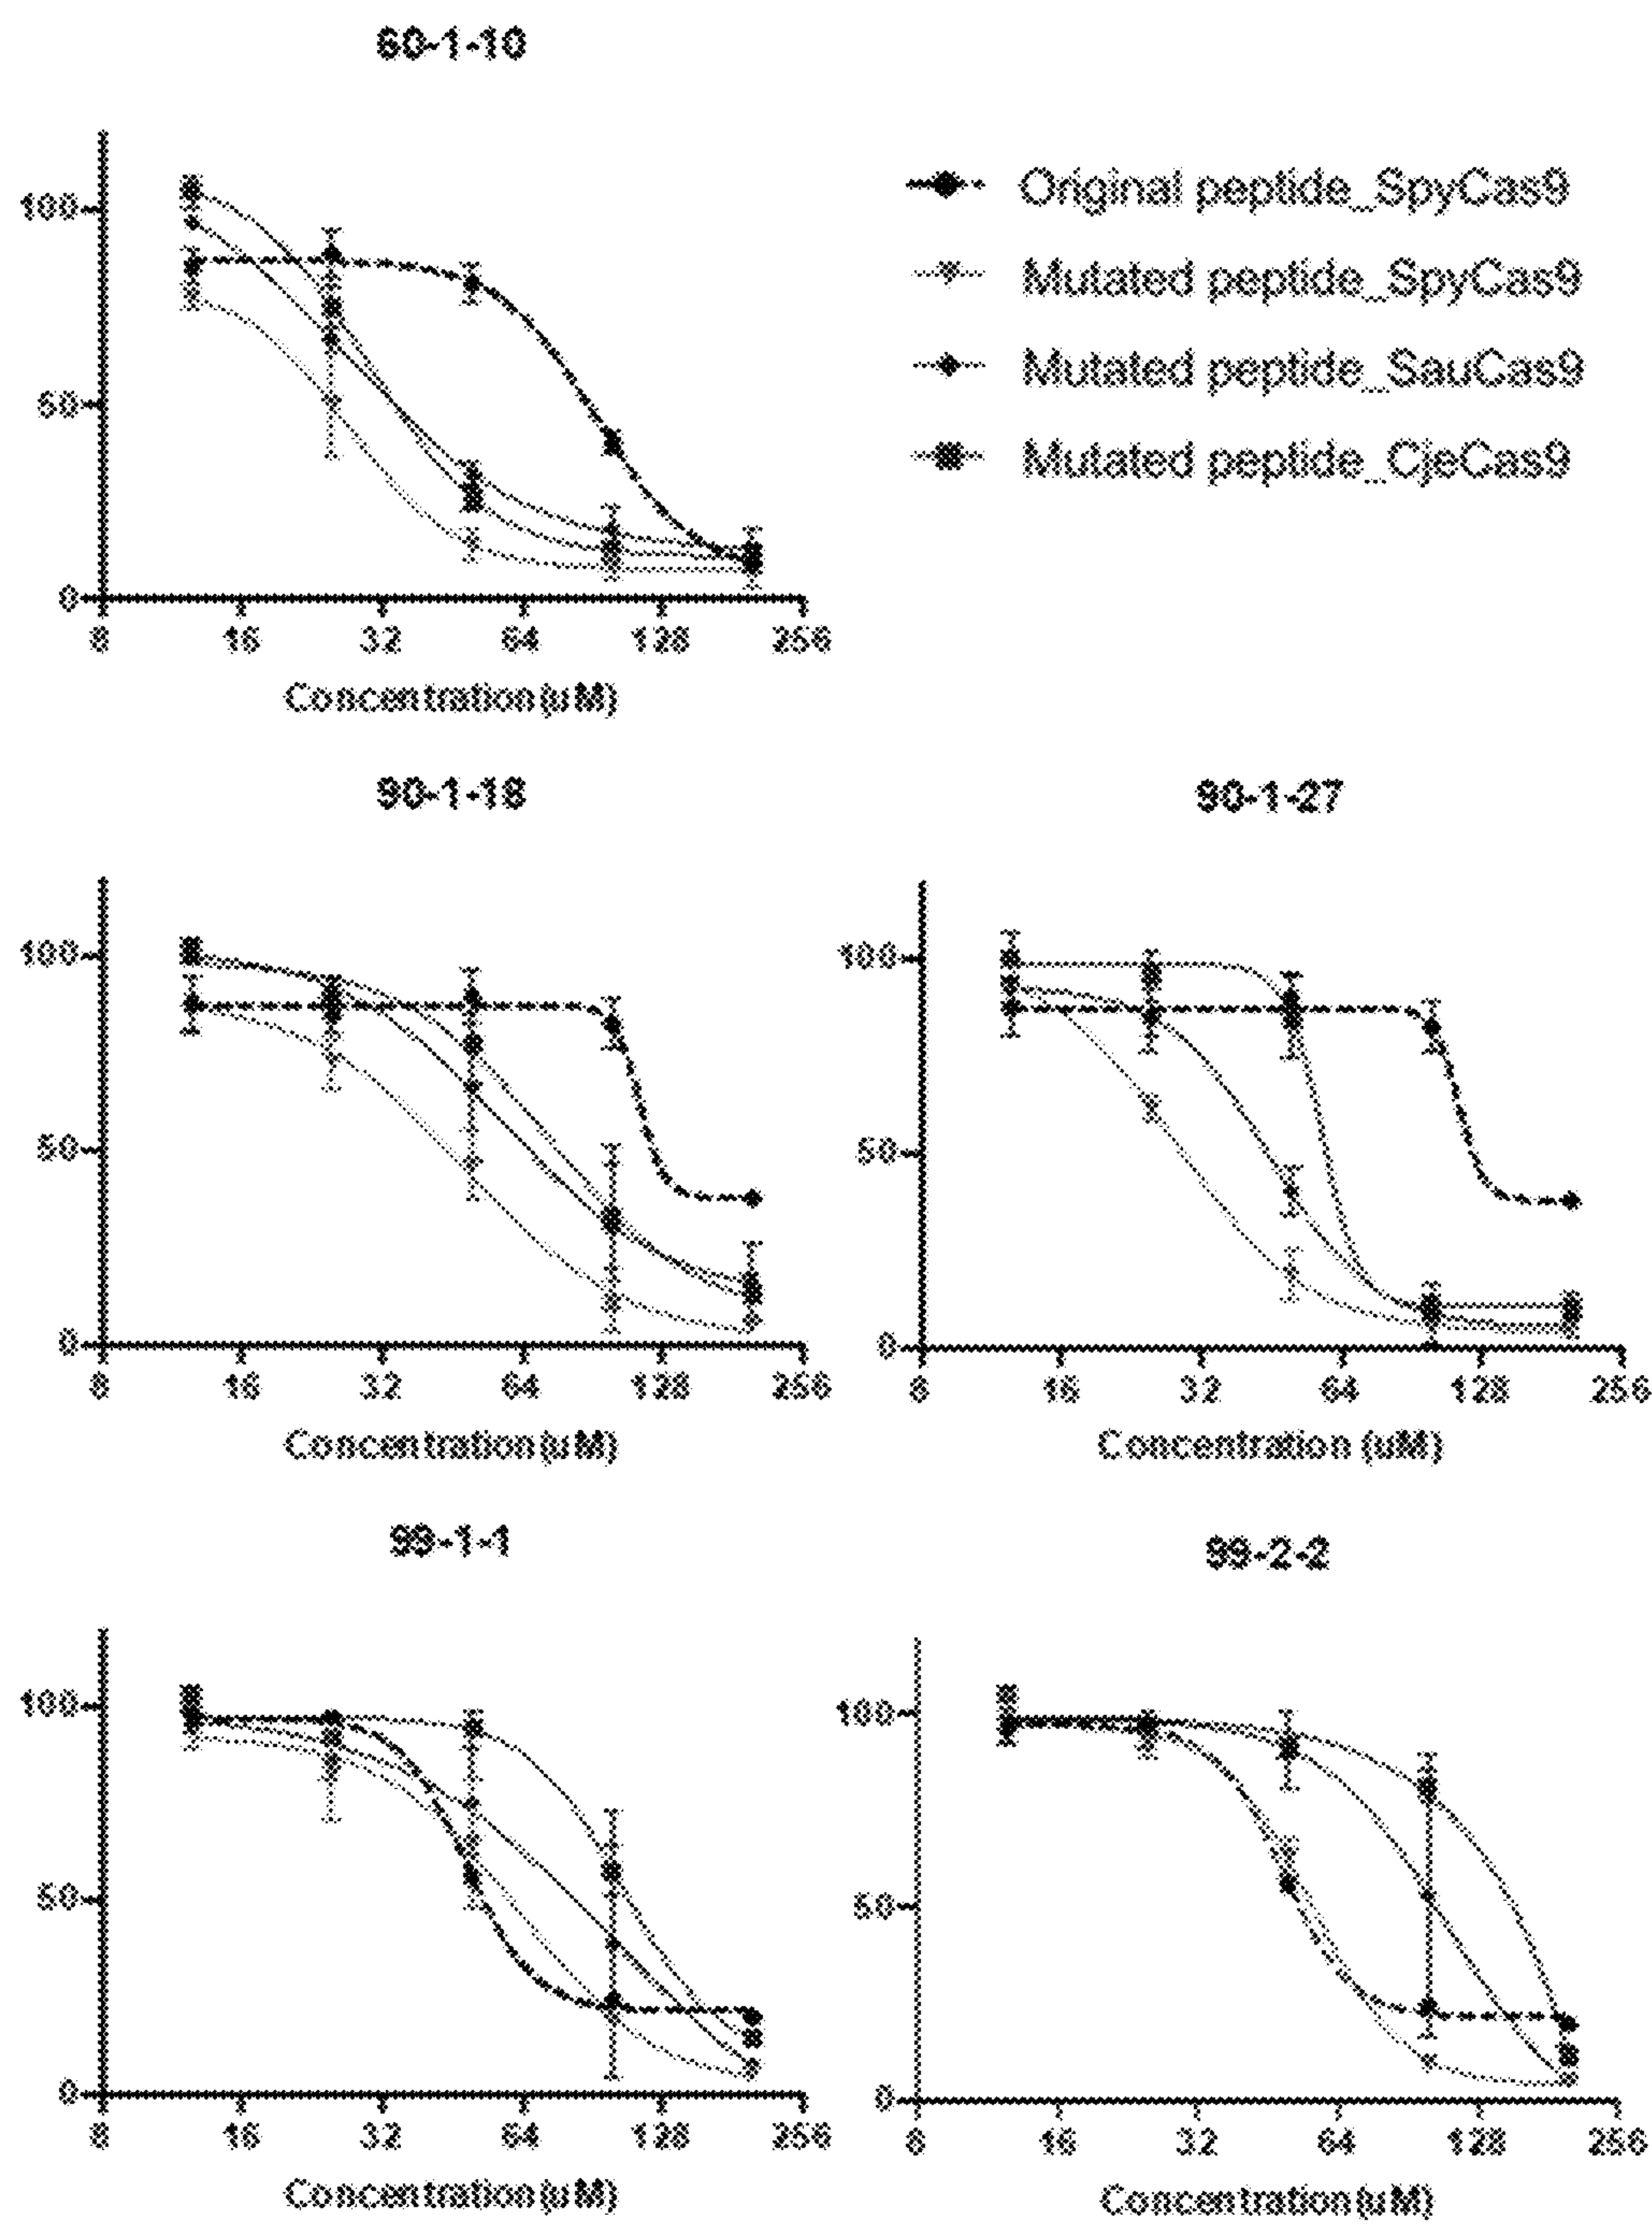 60-1-10
Original peptide_SpyCas9
Mutated peptide_SpyCas9
Mutated peptide_SauCas9
Mutated peptide_CjeCas9
100
50
0
8 16 32 64 128 256
Concentration(uM)
90-1-18
100
50
0
8 16 32 64 128 256
Concentration(uM)
90-1-27
100
50
0
8 16 32 64 128 256
Concentration (uM)
99-1-1
100
50
0
8 16 32 64 128 256
Concentration(uM)
99-2-2
100
50
0
8 16 32 64 128 256
Concentration(uM)